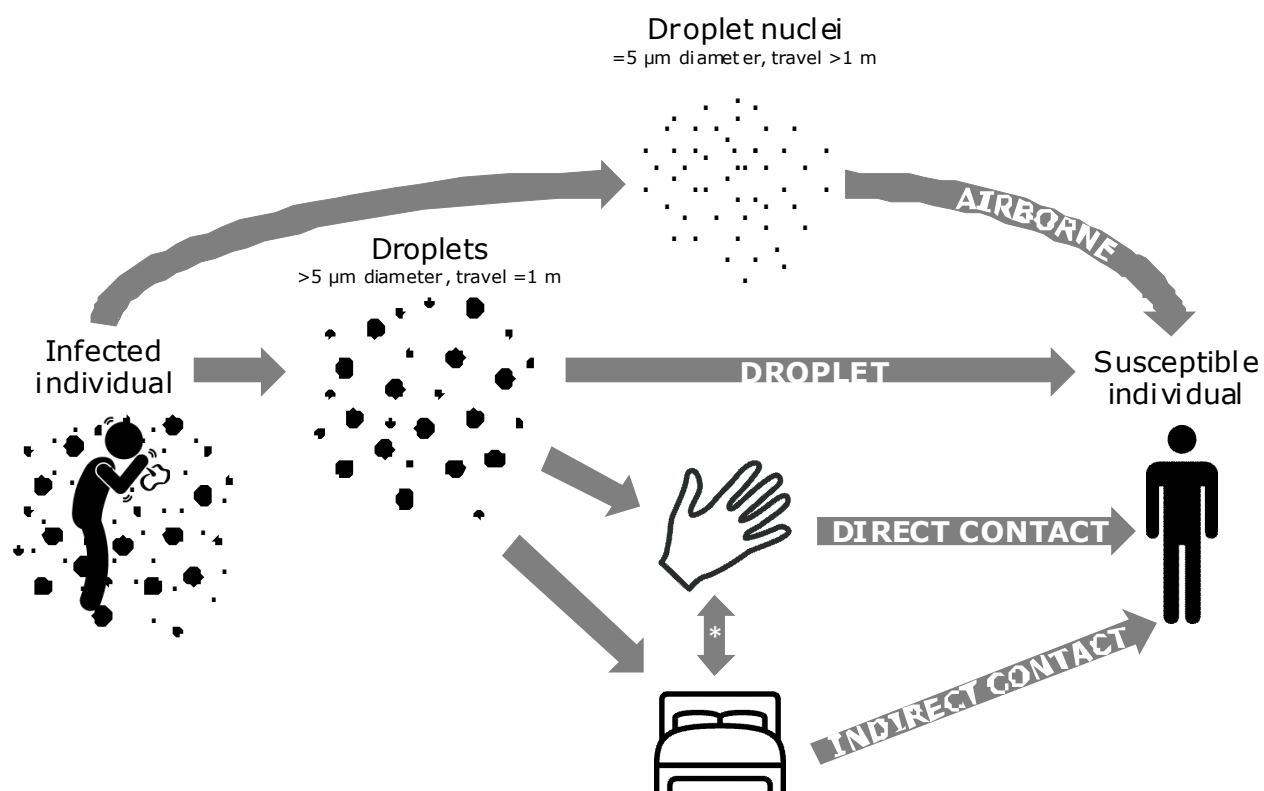 Droplet nuclei
=5 µm diameter, travel >1 m
AIRBORNE
Droplets
>5 µm diameter, travel =1 m
Infected
individual
DROPLET
Susceptible
individual
DIRECT CONTACT
*
INDIRECT CONTACT